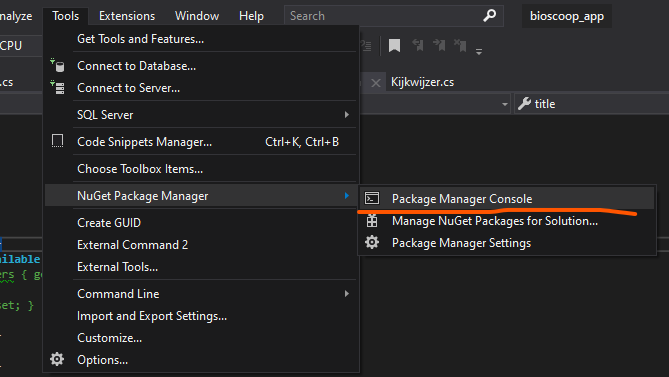 nalyze Tools Extensions Window Help Search bioscoop_app
CPU
Get Tools and Features...
.cs
Connect to Database...
Kijkwijzer.cs
Connect to Server...
title
SQL Server
Code Snippets Manager... Ctrl+K, Ctrl+B
Choose Toolbox Items...
NuGet Package Manager
Package Manager Console
Manage NuGet Packages for Solution...
Package Manager Settings
Create GUID
External Command 2
External Tools...
Command Line
Import and Export Settings...
Customize...
Options...
ailable
ers { ge
set; }